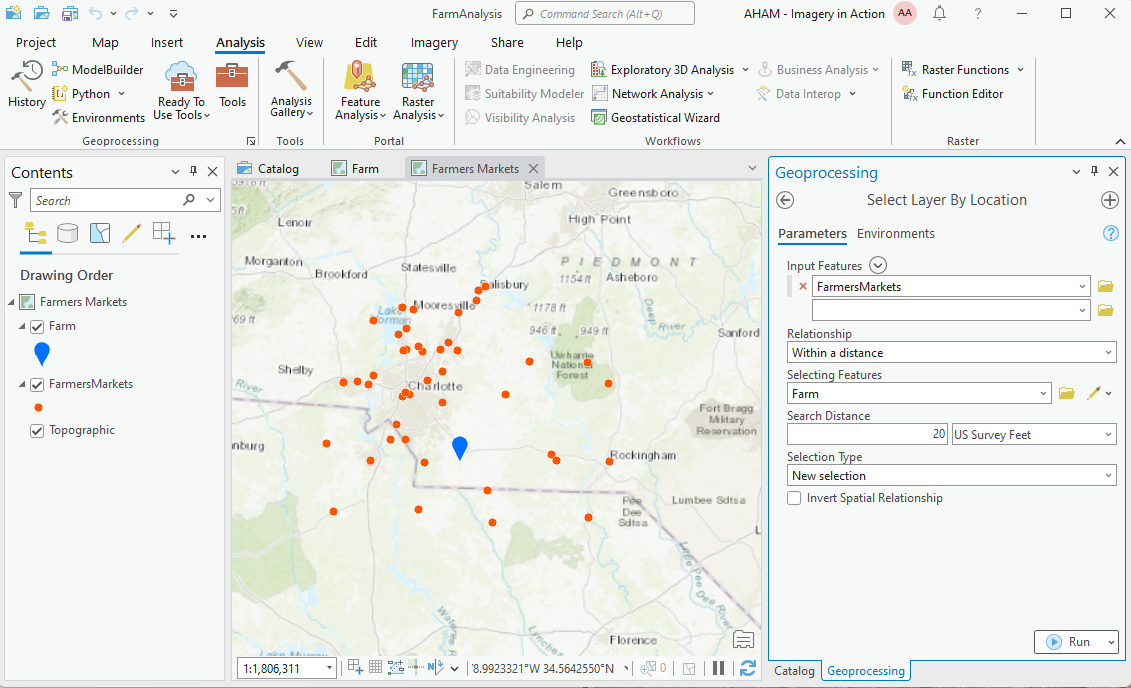 FarmAnalysis
Command Search (Alt+Q)
AHAM - Imagery in Action
AA
?
Project
Map
Insert
Analysis
View
Edit
Imagery
Share
Help
History
ModelBuilder
Python
Environments
Ready To
Use Tools
Tools
Geoprocessing
Analysis
Gallery
Tools
Feature
Analysis
Raster
Analysis
Portal
Data Engineering
Suitability Modeler
Visibility Analysis
Exploratory 3D Analysis
Network Analysis
Geostatistical Wizard
Business Analysis
Data Interop
Workflows
Raster Functions
Function Editor
Raster
Contents
Search
Drawing Order
Farmers Markets
Farm
FarmersMarkets
Topographic
Catalog
Farm
Farmers Markets
5976 ft
Salem
Greensboro
5 ft
Lenoir
High Point
Morganton
Brookford
Statesville
PIEDMONT
1154 ft
Asheboro
Salisbury
Mooresville
Lake
Norman
1178 ft
Deep
River
69 ft
946 ft
949 ft
Sanford
Shelby
Uwharrie
National
Forest
River
Charlotte
Fort Bragg
Military
Reservation
nburg
Rockingham
Pee
Dee
Sdtsa
Lumbee Sdtsa
L
Little Pee Dee River
Wateree
Lynches
Florence
Lake Murray
1:1,806,311
'8.9923321°W 34.5642550°N
0
Geoprocessing
Select Layer By Location
Parameters
Environments
?
Input Features
FarmersMarkets
Relationship
Within a distance
Selecting Features
Farm
Search Distance
20
US Survey Feet
Selection Type
New selection
Invert Spatial Relationship
Run
Catalog
Geoprocessing